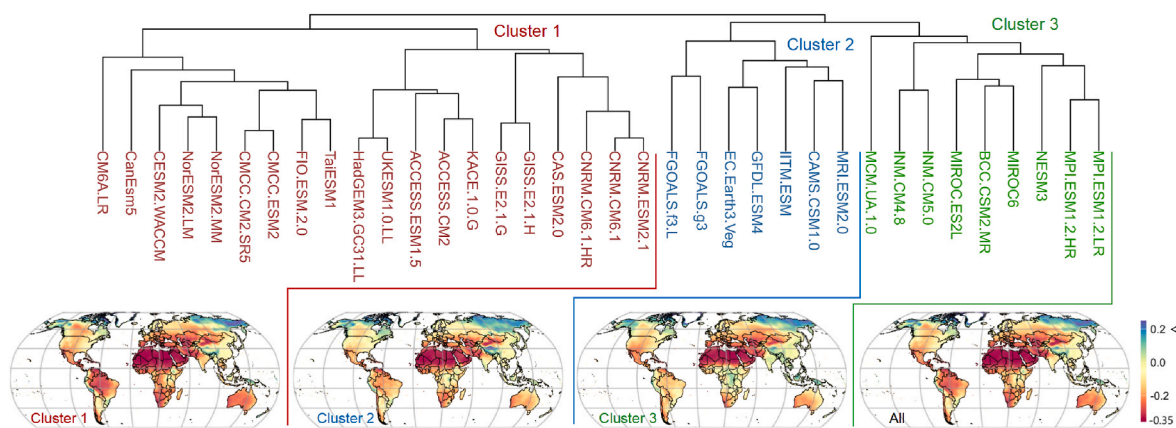 Cluster 1
Cluster 2
Cluster 3
CM6A.LR
CanEsm5
CESM2.WACCM
NorESM2.LM
NorESM2.MM
CMCC.CM2.SR5
CMCC.ESM2
FIO.ESM.2.0
TaiESM1
HadGEM3.GC31.LL
UKESM1.0.LL
ACCESS.ESM1.5
ACCESS.CM2
KACE.1.0.G
GISS.E2.1.G
GISS.E2.1.H
CAS.ESM2.0
CNRM.CM6.1.HR
CNRM.CM6.1
CNRM.ESM2.1
FGOALS.f3.L
FGOALS.g3
EC.Earth3.Veg
GFDL.ESM4
IITM.ESM
CAMS.CSM1.0
MRI.ESM2.0
MCM.UA.1.0
INM.CM4.8
INM.CM5.0
MIROC.ES2L
BCC.CSM2.MR
MIROC6
NESM3
MPI.ESM1.2.HR
MPI.ESM1.2.LR
Cluster 1
Cluster 2
Cluster 3
All
0.2 <
0.0
-0.2
-0.35